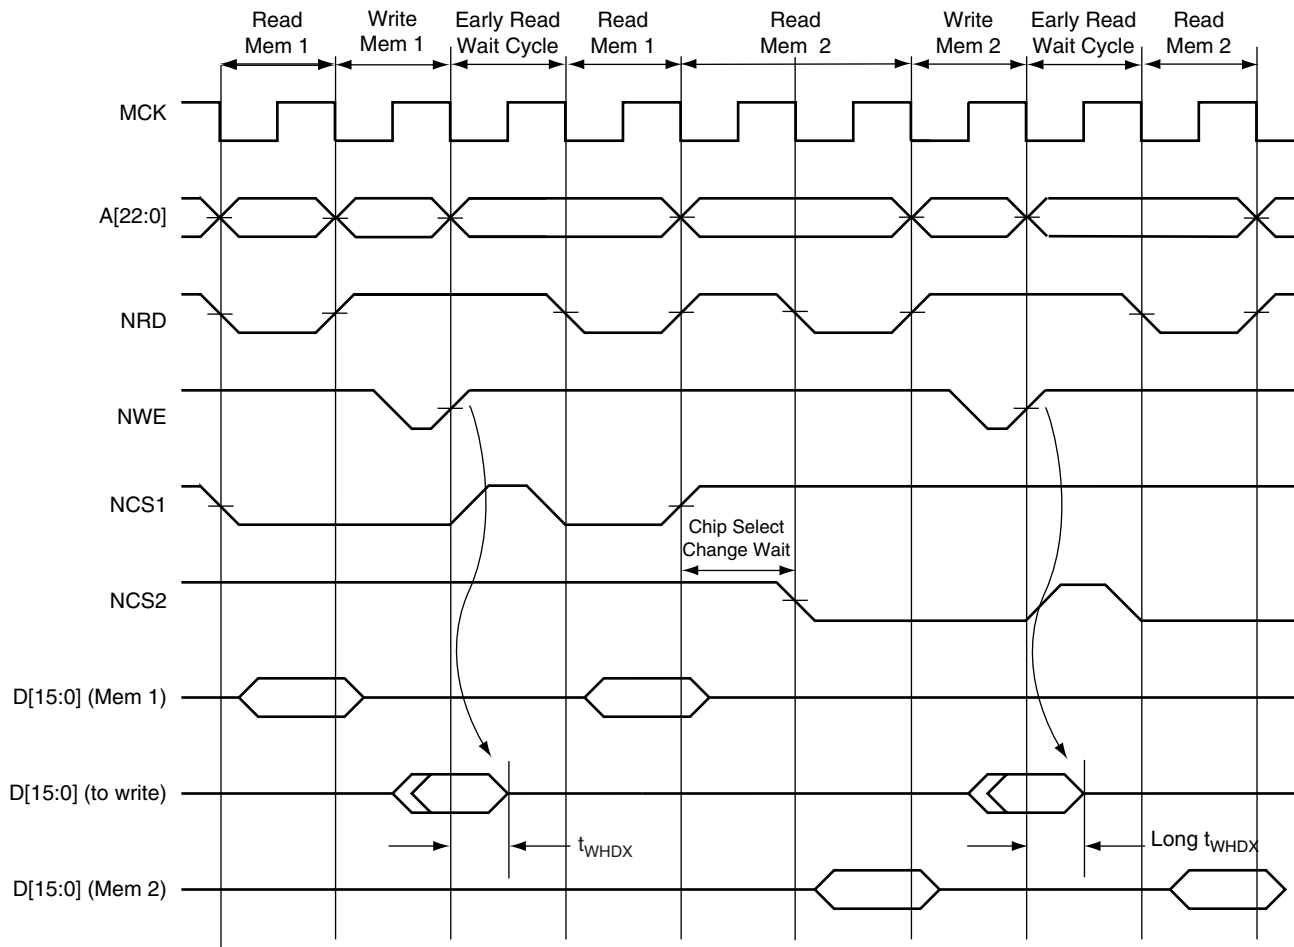 Read
Mem 1
Write
Mem 1
Early Read
Wait Cycle
Read
Mem 1
Read
Mem 2
Write
Mem 2
Early Read
Wait Cycle
Read
Mem 2
MCK
A[22:0]
NRD
NWE
NCS1
Chip Select
Change Wait
NCS2
D[15:0] (Mem 1)
D[15:0] (to write)
tWHDX
Long tWHDX
D[15:0] (Mem 2)